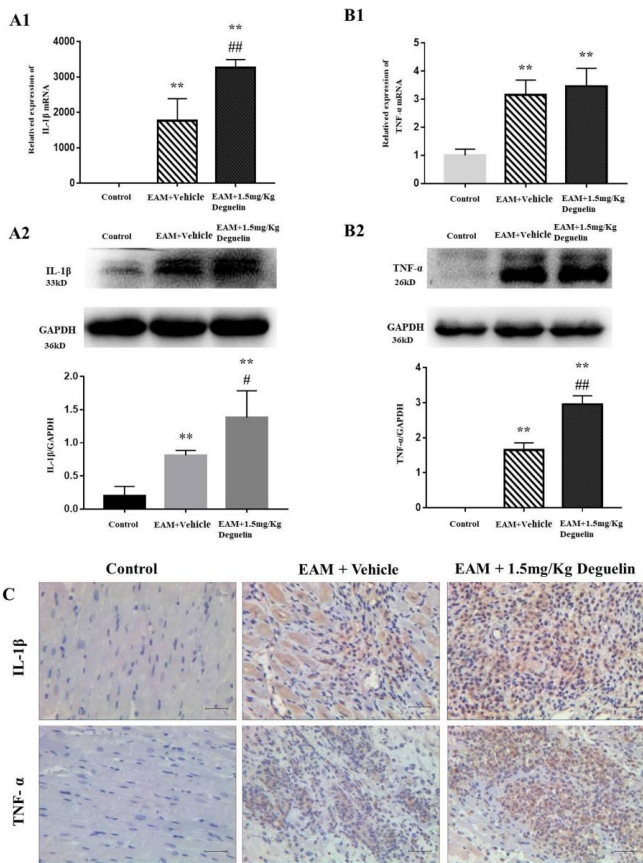 A1
Relatived expression of
IL-1β mRNA
4000
3000
2000
1000
0
**
**
##
Control
EAM+Vehicle
EAM+1.5mg/Kg
Deguelin
B1
Relatived expression of
TNF-α mRNA
5
4
3
2
1
0
**
**
Control
EAM+Vehicle
EAM+1.5mg/Kg
Deguelin
A2
Control
EAM+Vehicle
EAM+1.5mg/Kg
Deguelin
IL-1β
33kD
GAPDH
36kD
IL-1β/GAPDH
2.0
1.5
1.0
0.5
0.0
**
**
#
Control
EAM+Vehicle
EAM+1.5mg/Kg
Deguelin
B2
Control
EAM+Vehicle
EAM+1.5mg/Kg
Deguelin
TNF-α
26kD
GAPDH
36kD
TNF-α/GAPDH
4
3
2
1
0
**
**
##
Control
EAM+Vehicle
EAM+1.5mg/Kg
Deguelin
C
Control
EAM + Vehicle
EAM + 1.5mg/Kg Deguelin
IL-1β
TNF- α